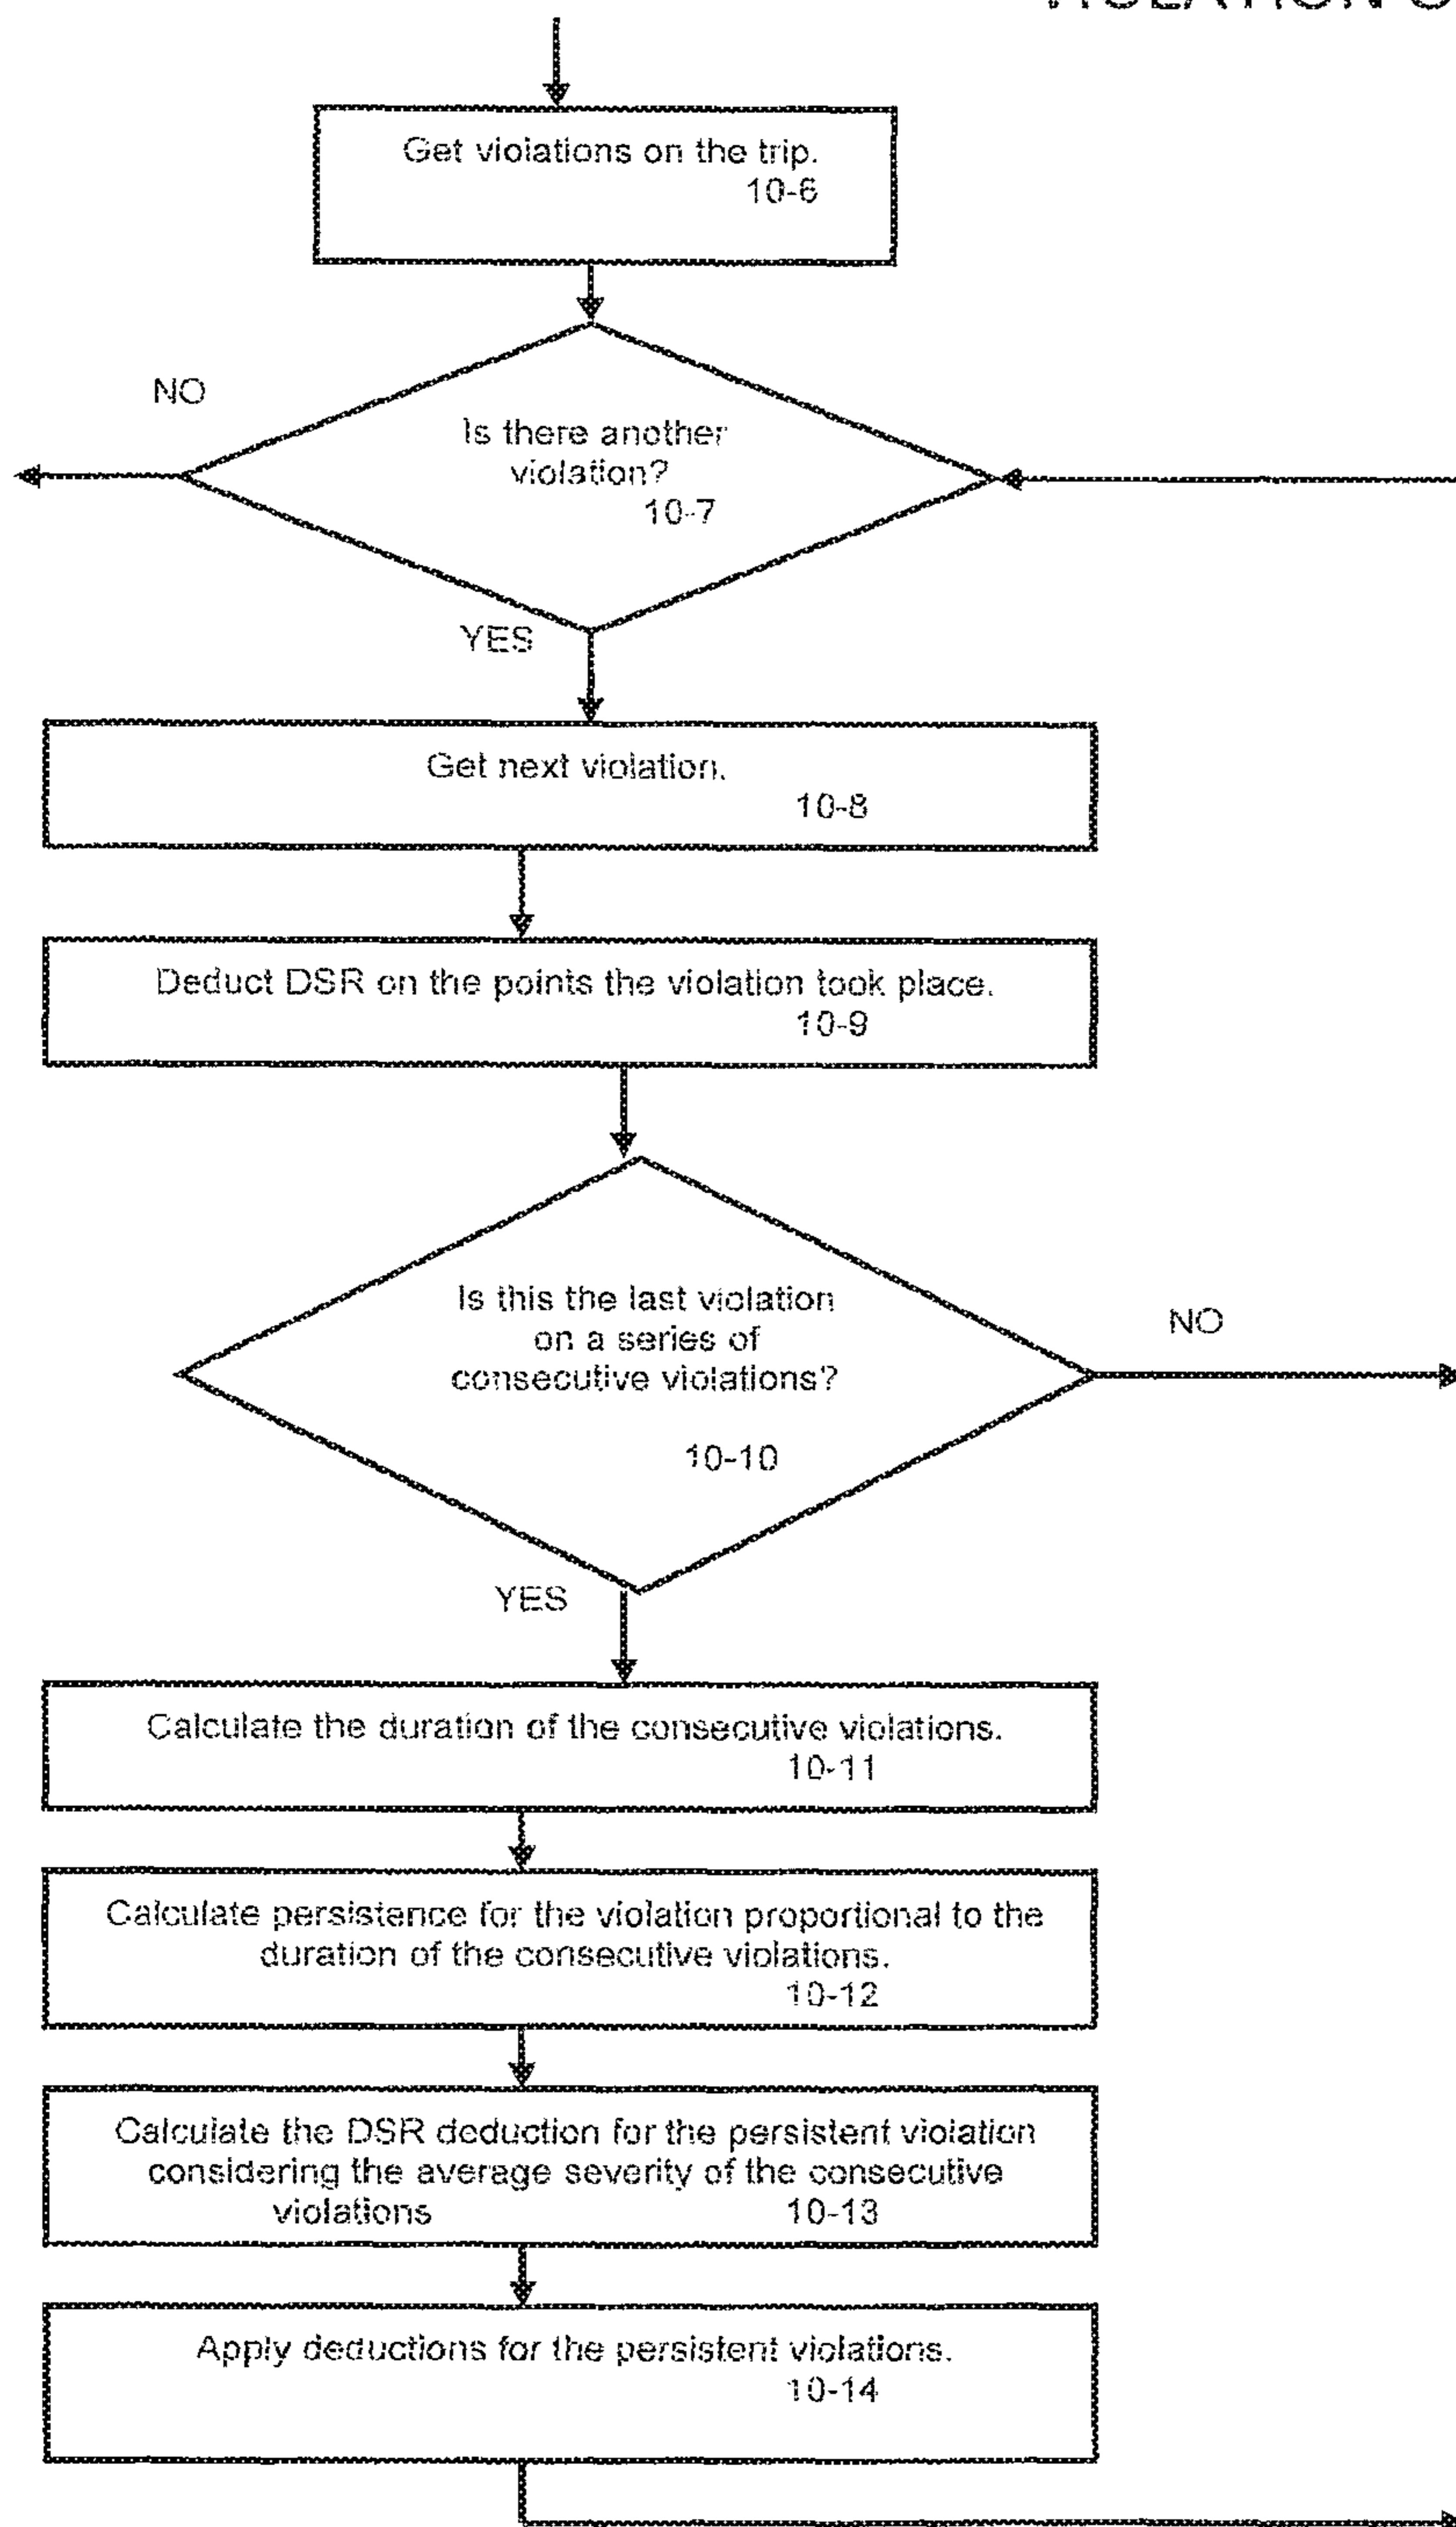 Get violations on the trip.
10-6
NO
Is there another
violation?
10-7
YES
Get next violation.
10-8
Deduct DSR on the points the violation took place.
10-9
Is this the last violation
on a series of
consecutive violations?
NO
10-10
YES
Calculate the duration of the consecutive violations.
10-11
Calculate persistence for the violation proportional to the
duration of the consecutive violations.
10-12
Calculate the DSR deduction for the persistent violation
considering the average severity of the consecutive
violations 10-13
Apply deductions for the persistent violations.
10-14